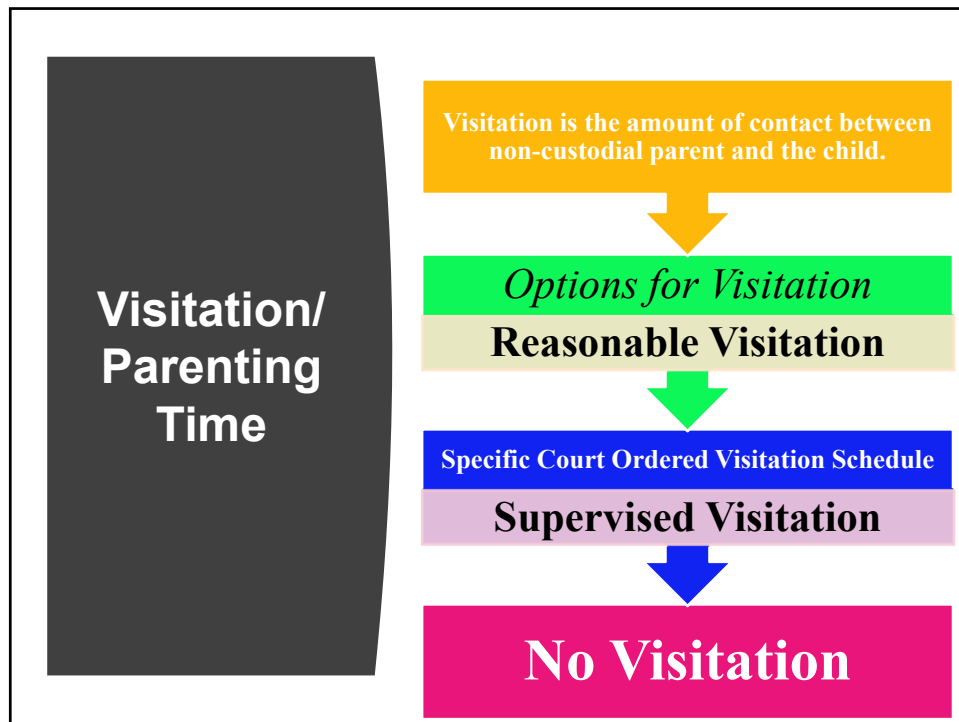 Visitation/
Parenting
Time
Visitation is the amount of contact between
non-custodial parent and the child.
Options for Visitation
Reasonable Visitation
Specific Court Ordered Visitation Schedule
Supervised Visitation
No Visitation